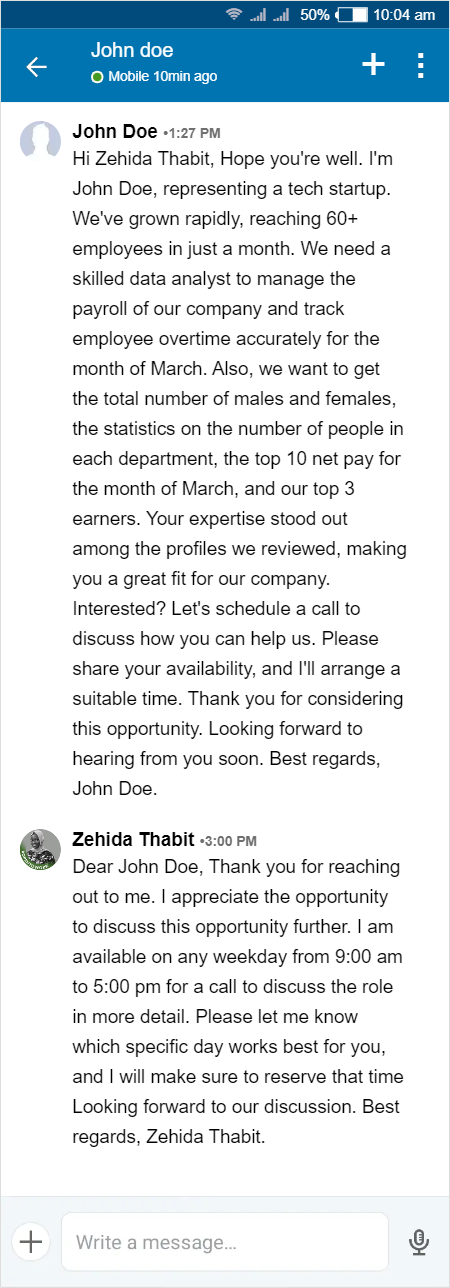 50% 10:04 am
John doe
Mobile 10min ago
John Doe •1:27 PM
Hi Zehida Thabit, Hope you're well. I'm
John Doe, representing a tech startup.
We've grown rapidly, reaching 60+
employees in just a month. We need a
skilled data analyst to manage the
payroll of our company and track
employee overtime accurately for the
month of March. Also, we want to get
the total number of males and females,
the statistics on the number of people in
each department, the top 10 net pay for
the month of March, and our top 3
earners. Your expertise stood out
among the profiles we reviewed, making
you a great fit for our company.
Interested? Let's schedule a call to
discuss how you can help us. Please
share your availability, and I'll arrange a
suitable time. Thank you for considering
this opportunity. Looking forward to
hearing from you soon. Best regards,
John Doe.
Zehida Thabit •3:00 PM
Dear John Doe, Thank you for reaching
out to me. I appreciate the opportunity
to discuss this opportunity further. I am
available on any weekday from 9:00 am
to 5:00 pm for a call to discuss the role
in more detail. Please let me know
which specific day works best for you,
and I will make sure to reserve that time
Looking forward to our discussion. Best
regards, Zehida Thabit.
Write a message…